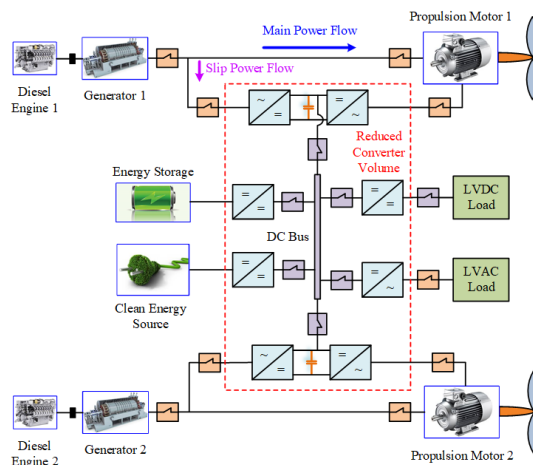 Main Power Flow
Propulsion Motor 1
Slip Power Flow
Diesel
Engine 1
Generator 1
~
=
=
~
Reduced
Converter
Volume
Energy Storage
=
=
=
=
LVDC
Load
DC Bus
=
=
=
~
LVAC
Load
Clean Energy
Source
~
=
=
~
Diesel
Engine 2
Generator 2
Propulsion Motor 2